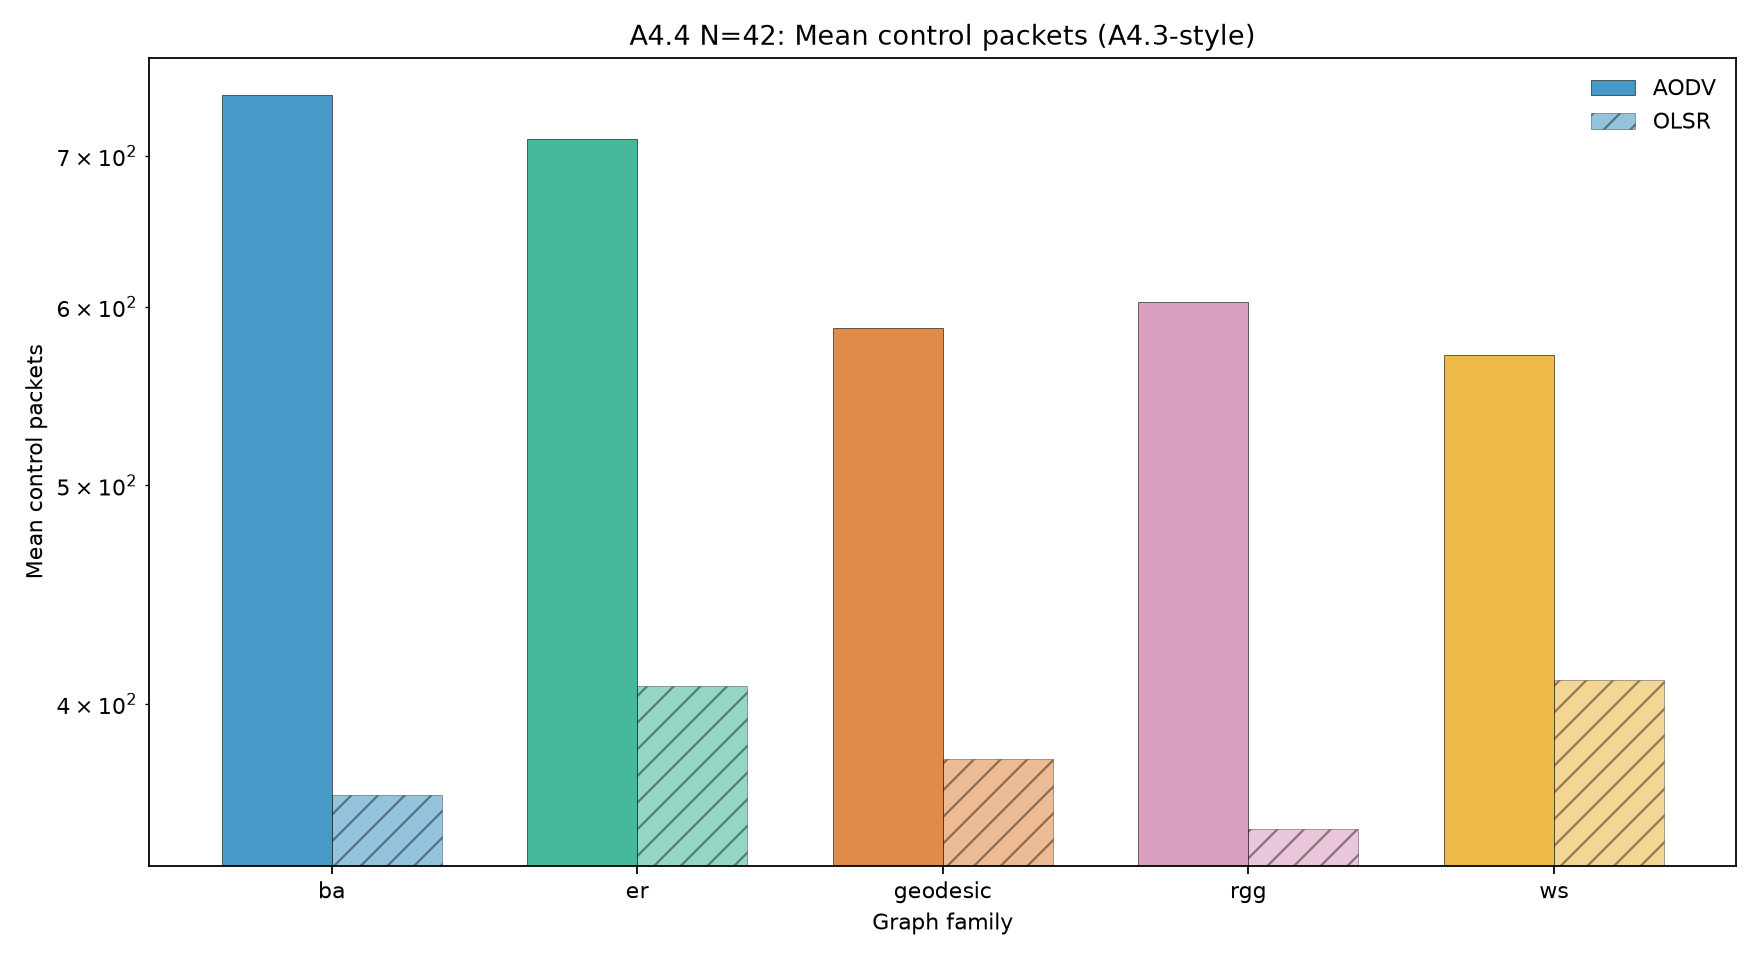 A4.4 N=42: Mean control packets (A4.3-style)
AODV
OLSR
7 × 10²
6 × 10²
5 × 10²
4 × 10²
Mean control packets
ba er geodesic rgg ws
Graph family